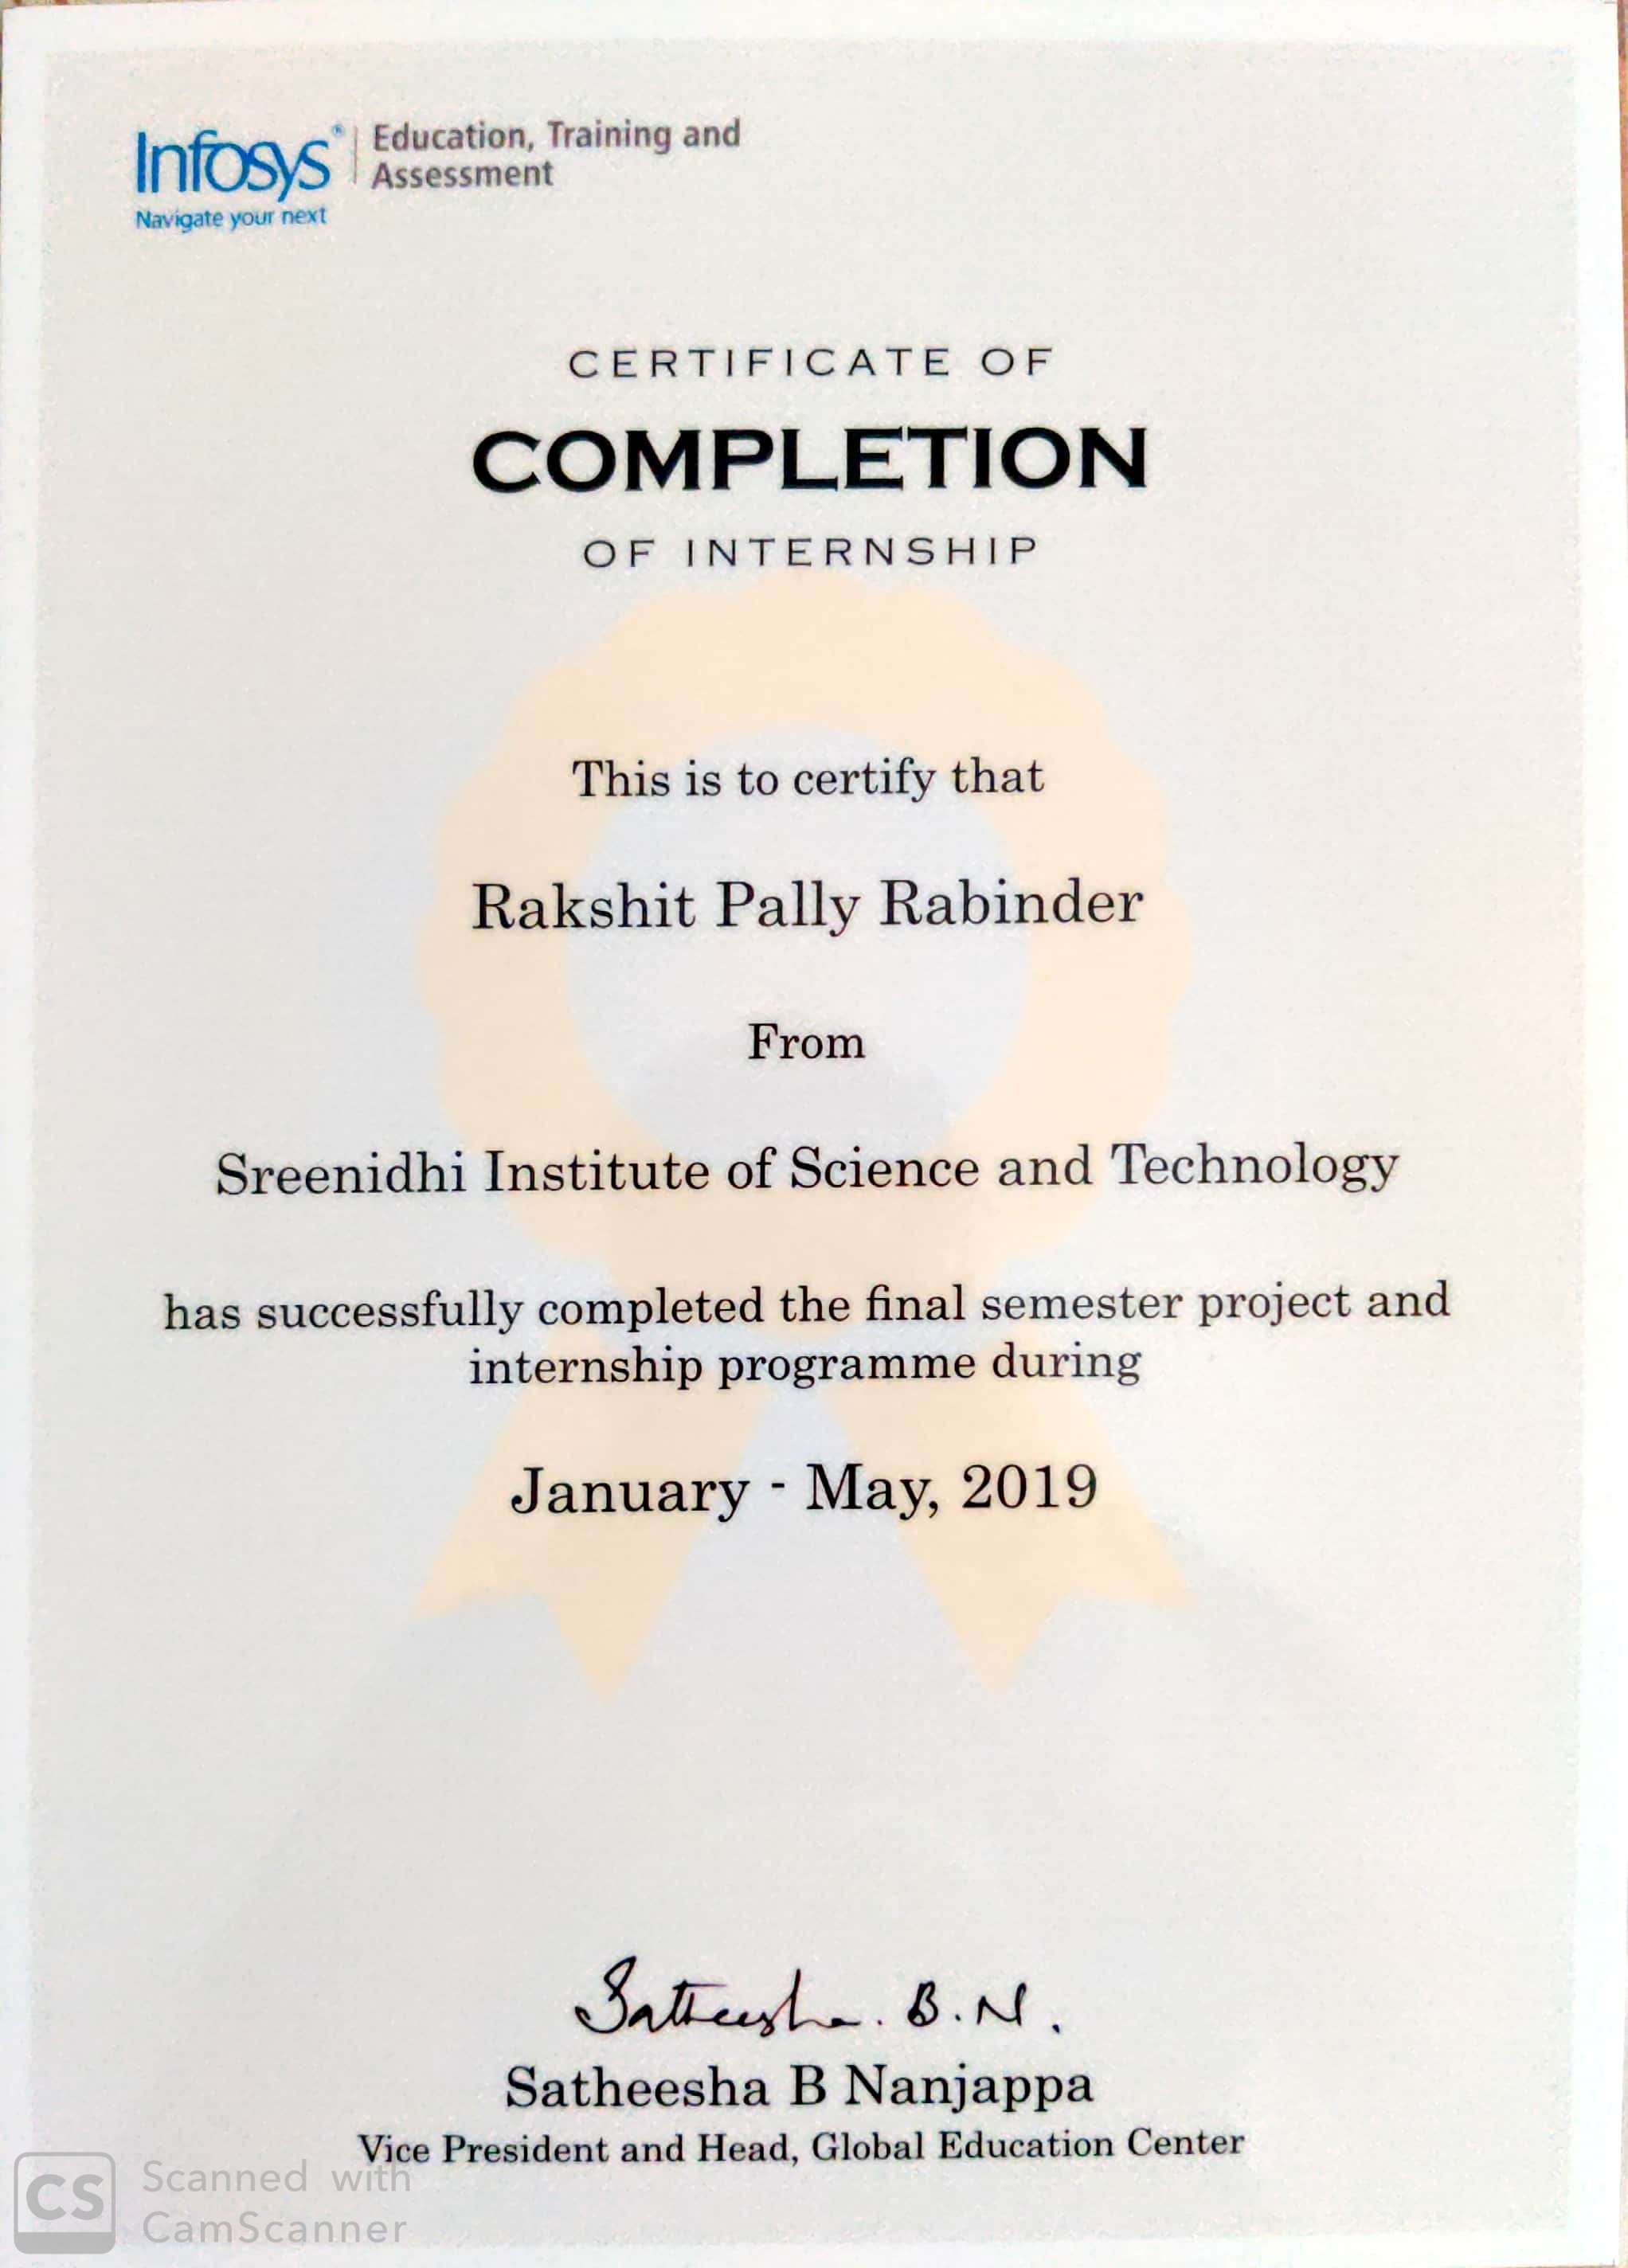 Infosys® | Education, Training and
Assessment
Navigate your next
CERTIFICATE OF
COMPLETION
OF INTERNSHIP
This is to certify that
Rakshit Pally Rabinder
From
Sreenidhi Institute of Science and Technology
has successfully completed the final semester project and
internship programme during
January - May, 2019
Satheesha. B. N.
Satheesha B Nanjappa
Vice President and Head, Global Education Center
CS Scanned with
CamScanner